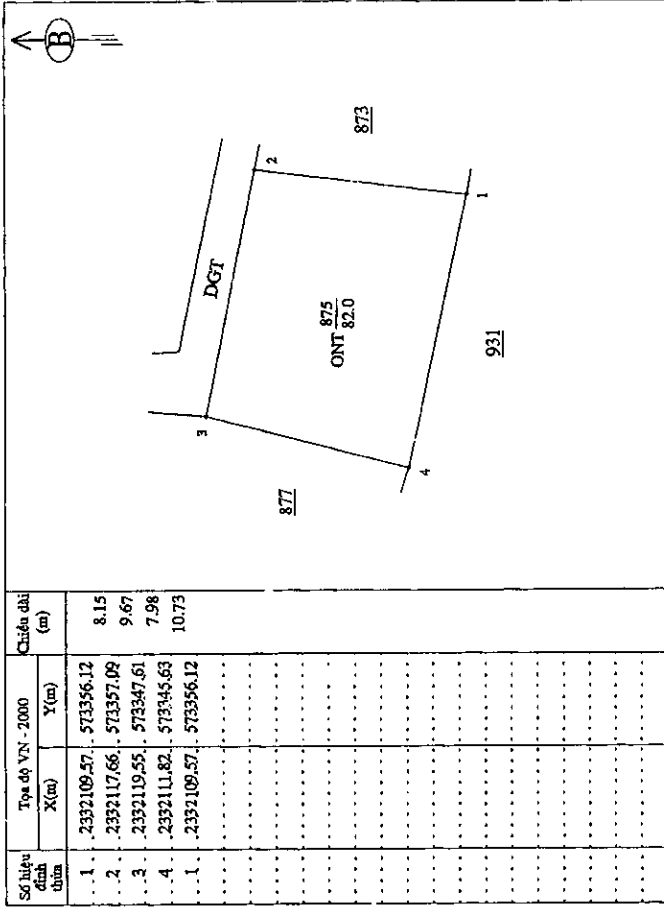 Số hiệu đỉnh thửa | Tọa độ VN - 2000 | Chiều dài (m)
X(m) | Y(m)
1 | 2332109.57 | 573356.12
8.15
2 | 2332117.66 | 573357.09
9.67
3 | 2332119.55 | 573347.61
7.98
4 | 2332111.82 | 573345.63
10.73
1 | 2332109.57 | 573356.12
B
877
3
DGT
2
873
ONT 875
82.0
4
931
1